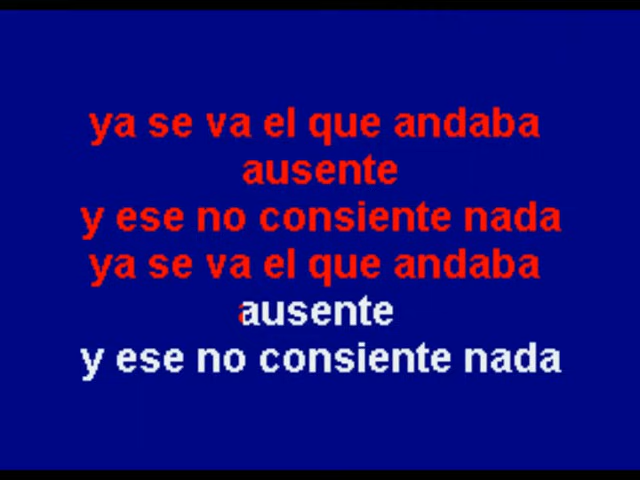 ya se va el que andaba
ausente
y ese no consiente nada
ya se va el que andaba
ausente
y ese no consiente nada